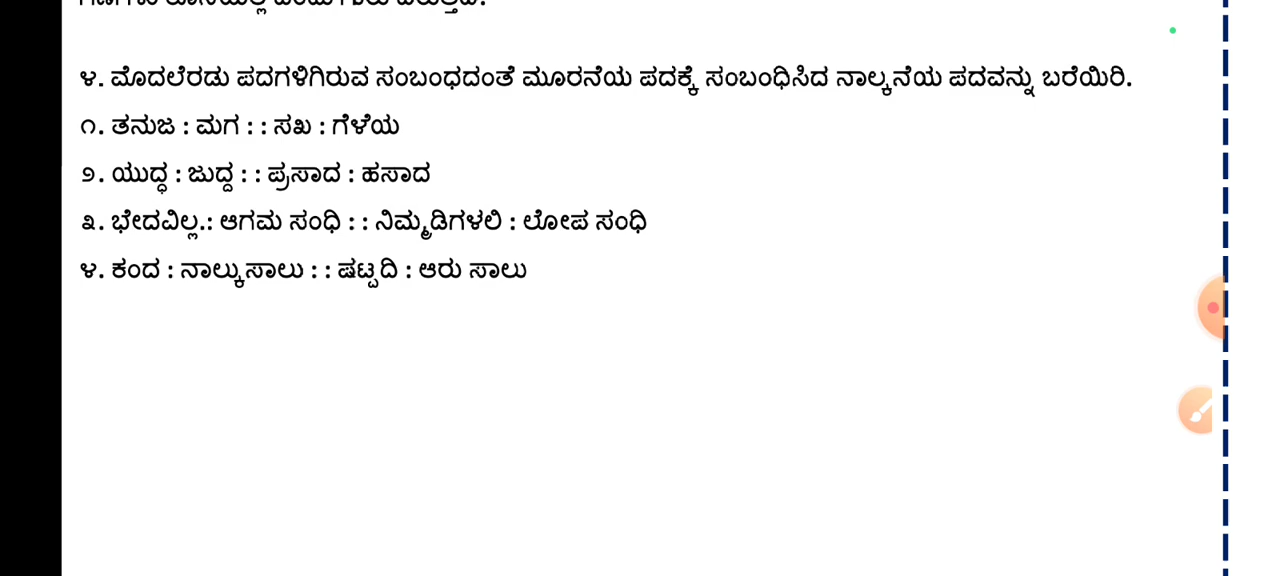 ೪. ಮೊದಲೆರಡು ಪದಗಳಿಗಿರುವ ಸಂಬಂಧದಂತೆ ಮೂರನೆಯ ಪದಕ್ಕೆ ಸಂಬಂಧಿಸಿದ ನಾಲ್ಕನೆಯ ಪದವನ್ನು ಬರೆಯಿರಿ.
೧. ತನುಜ : ಮಗ : : ಸಖ : ಗೆಳೆಯ
೨. ಯುದ್ಧ : ಜುದ್ದ : : ಪ್ರಸಾದ : ಹಸಾದ
೩. ಭೇದವಿಲ್ಲ.: ಆಗಮ ಸಂಧಿ : : ನಿಮ್ಮಡಿಗಳಲಿ : ಲೋಪ ಸಂಧಿ
೪. ಕಂದ : ನಾಲ್ಕುಸಾಲು : : ಷಟ್ಪದಿ : ಆರು ಸಾಲು